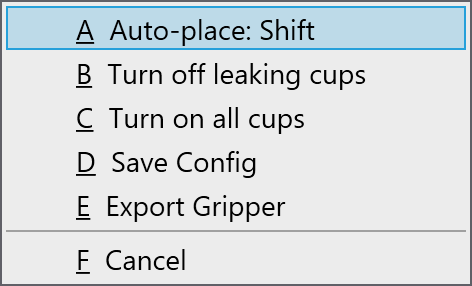 A Auto-place: Shift
B Turn off leaking cups
C Turn on all cups
D Save Config
E Export Gripper
F Cancel